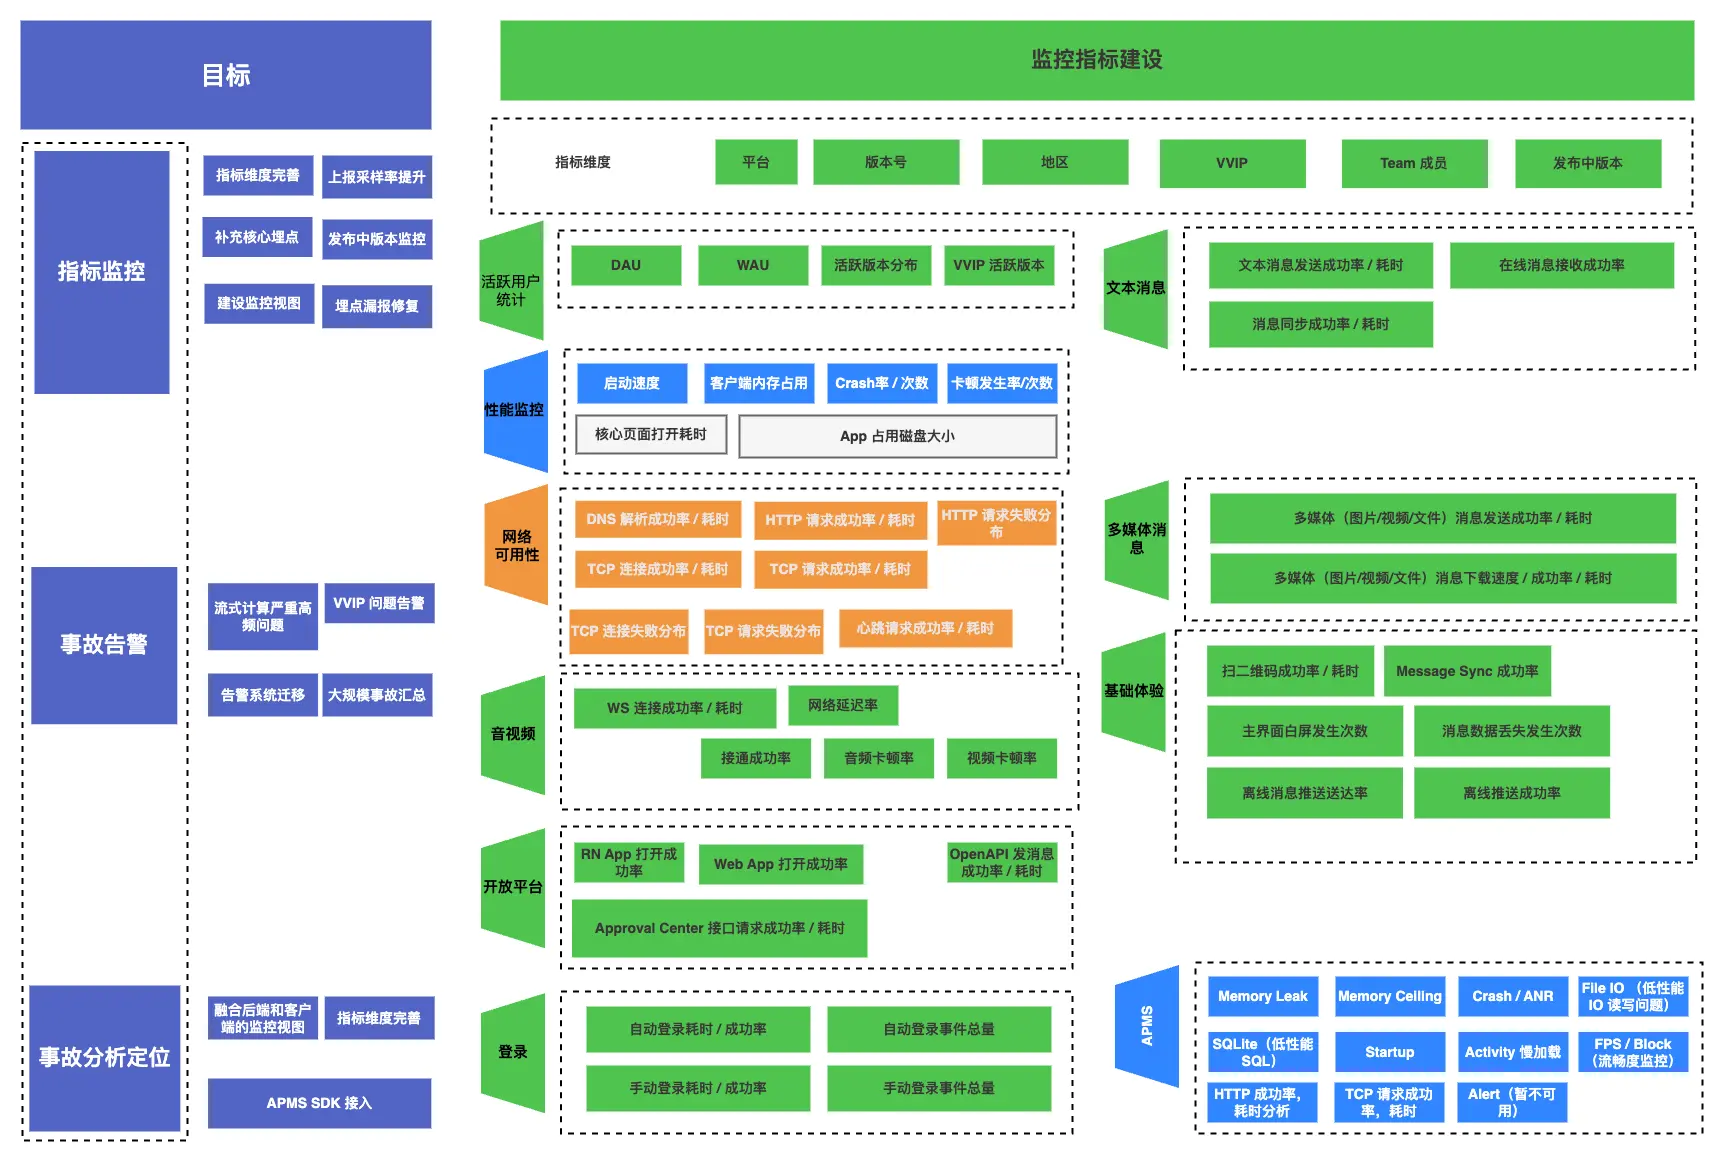 目标
监控指标建设
指标监控
指标维度完善
上报采样率提升
补充核心埋点
发布中版本监控
建设监控视图
埋点漏报修复
事故告警
流式计算严重高
频问题
VVIP 问题告警
告警系统迁移
大规模事故汇总
事故分析定位
融合后端和客户
端的监控视图
指标维度完善
APMS SDK 接入
指标维度
平台
版本号
地区
VVIP
Team 成员
发布中版本
活跃用户
统计
DAU
WAU
活跃版本分布
VVIP 活跃版本
性能监控
启动速度
客户端内存占用
Crash率 / 次数
卡顿发生率/次数
核心页面打开耗时
App 占用磁盘大小
网络
可用性
DNS 解析成功率 / 耗时
HTTP 请求成功率 / 耗时
HTTP 请求失败分
布
TCP 连接成功率 / 耗时
TCP 请求成功率 / 耗时
TCP 连接失败分布
TCP 请求失败分布
心跳请求成功率 / 耗时
音视频
WS 连接成功率 / 耗时
网络延迟率
接通成功率
音频卡顿率
视频卡顿率
开放平台
RN App 打开成
功率
Web App 打开成功率
OpenAPI 发消息
成功率 / 耗时
Approval Center 接口请求成功率 / 耗时
登录
自动登录耗时 / 成功率
自动登录事件总量
手动登录耗时 / 成功率
手动登录事件总量
文本消息
文本消息发送成功率 / 耗时
在线消息接收成功率
消息同步成功率 / 耗时
多媒体消
息
多媒体（图片/视频/文件）消息发送成功率 / 耗时
多媒体（图片/视频/文件）消息下载速度 / 成功率 / 耗时
基础体验
扫二维码成功率 / 耗时
Message Sync 成功率
主界面白屏发生次数
消息数据丢失发生次数
离线消息推送送达率
离线推送成功率
APMS
Memory Leak
Memory Ceiling
Crash / ANR
File IO （低性能
IO 读写问题）
SQLite（低性能
SQL）
Startup
Activity 慢加载
FPS / Block
（流畅度监控）
HTTP 成功率，
耗时分析
TCP 请求成功
率，耗时
Alert（暂不可
用）